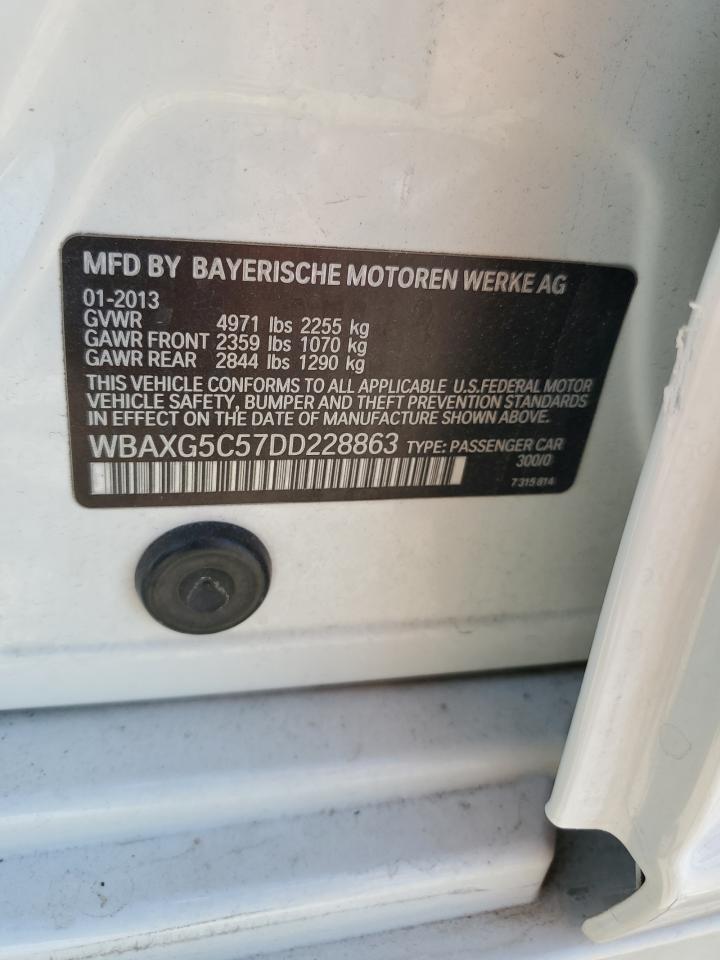 MFD BY BAYERISCHE MOTOREN WERKE AG
01-2013
GVWR 4971 lbs 2255 kg
GAWR FRONT 2359 lbs 1070 kg
GAWR REAR 2844 lbs 1290 kg
THIS VEHICLE CONFORMS TO ALL APPLICABLE U.S.FEDERAL MOTOR
VEHICLE SAFETY, BUMPER AND THEFT PREVENTION STANDARDS
IN EFFECT ON THE DATE OF MANUFACTURE SHOWN ABOVE.
WBAXG5C57DD228863 TYPE: PASSENGER CAR
300/0
7315814